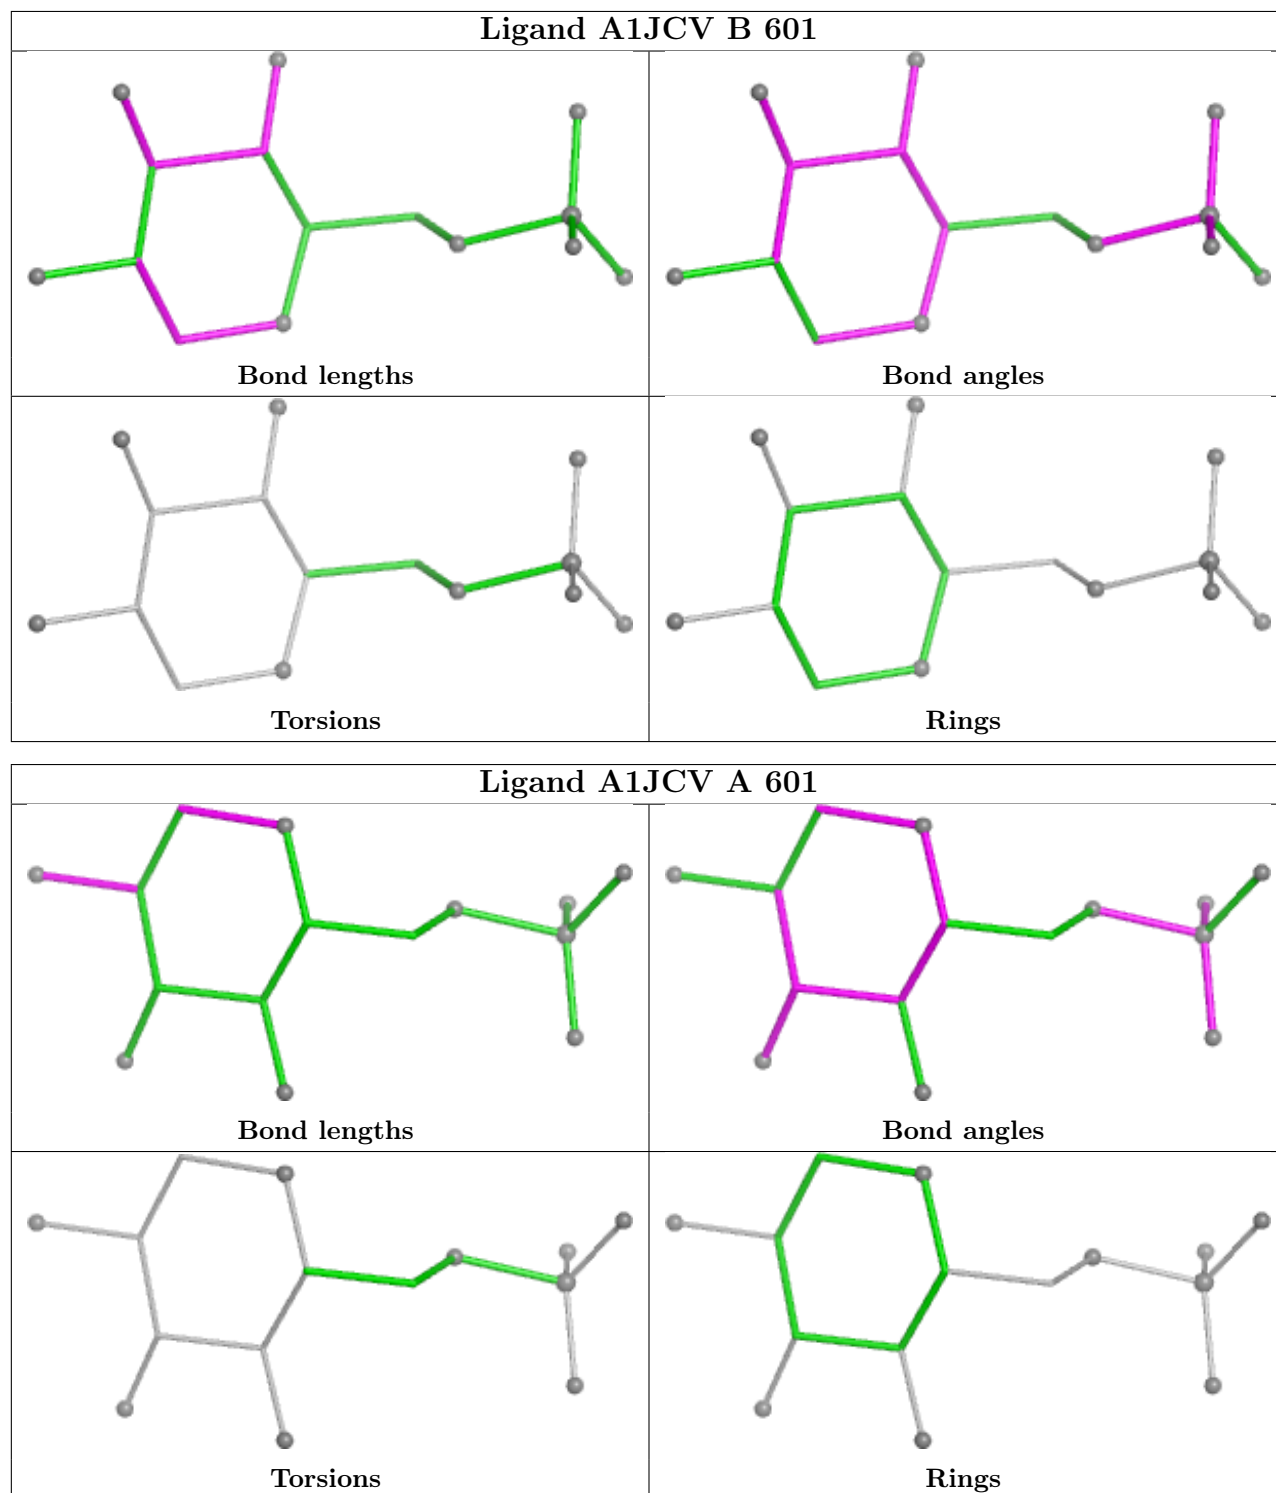 Ligand A1JCV B 601
Bond lengths
Bond angles
Torsions
Rings
Ligand A1JCV A 601
Bond lengths
Bond angles
Torsions
Rings